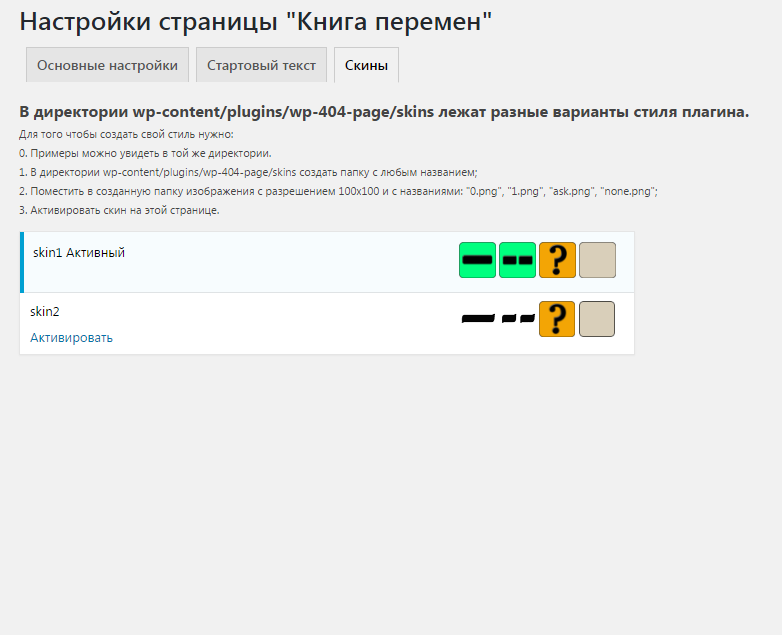 Настройки страницы "Книга перемен"
Основные настройки
Стартовый текст
Скины
В директории wp-content/plugins/wp-404-page/skins лежат разные варианты стиля плагина.
Для того чтобы создать свой стиль нужно:
0. Примеры можно увидеть в той же директории.
1. В директории wp-content/plugins/wp-404-page/skins создать папку с любым названием;
2. Поместить в созданную папку изображения с разрешением 100x100 и с названиями: "0.png", "1.png", "ask.png", "none.png";
3. Активировать скин на этой странице.
skin1 Активный
?
skin2
?
Активировать